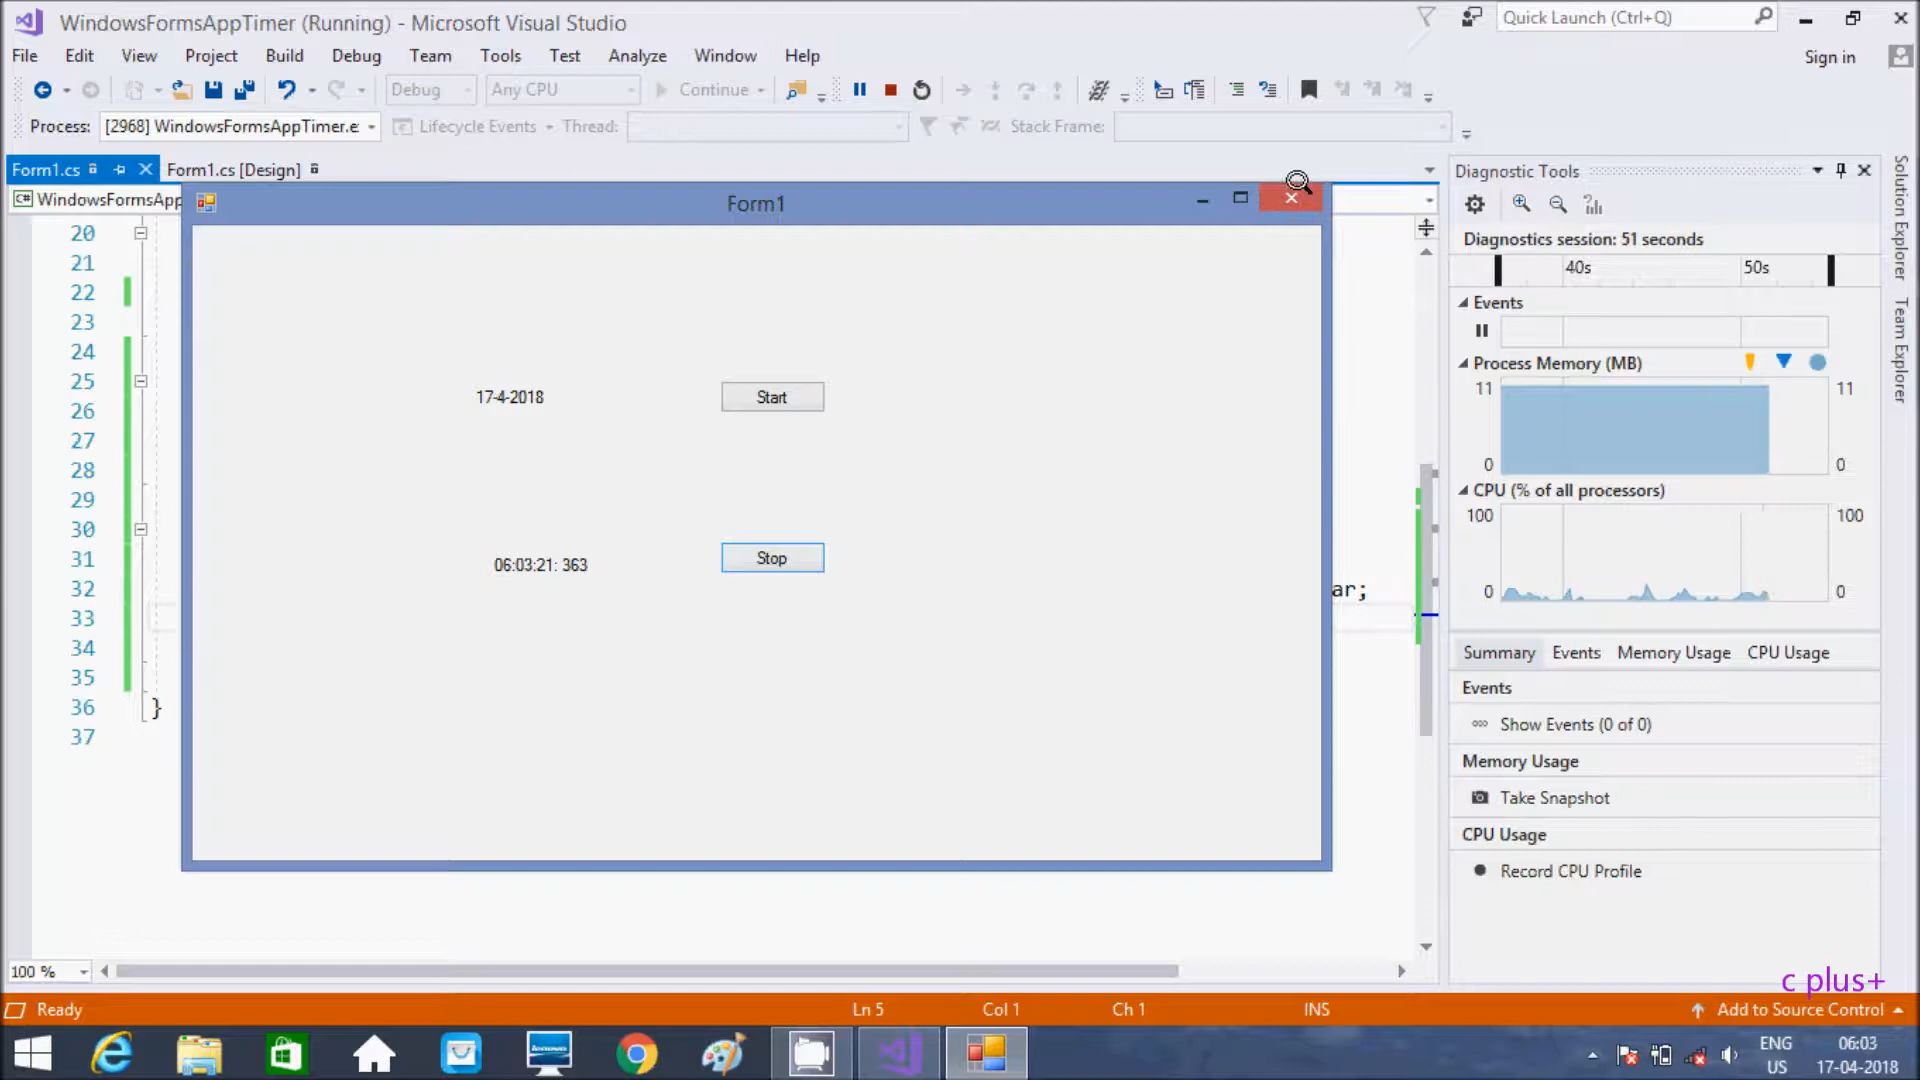 WindowsFormsAppTimer (Running) - Microsoft Visual Studio
Quick Launch (Ctrl+Q)
File Edit View Project Build Debug Team Tools Test Analyze Window Help
Sign in
Debug Any CPU Continue
Process: [2968] WindowsFormsAppTimer.e Lifecycle Events Thread: Stack Frame:
Form1.cs Form1.cs [Design]
C# WindowsFormsApp
Form1
17-4-2018 Start
06:03:21: 363 Stop
20
21
22
23
24
25
26
27
28
29
30
31
32 ar;
33
34
35
36 }
37
100 %
Diagnostic Tools
Diagnostics session: 51 seconds
40s 50s
Events
Process Memory (MB)
11 11
0 0
CPU (% of all processors)
100 100
0 0
Summary Events Memory Usage CPU Usage
Events
Show Events (0 of 0)
Memory Usage
Take Snapshot
CPU Usage
Record CPU Profile
Solution Explorer
Team Explorer
c plus+
Ready Ln 5 Col 1 Ch 1 INS Add to Source Control
ENG 06:03
US 17-04-2018